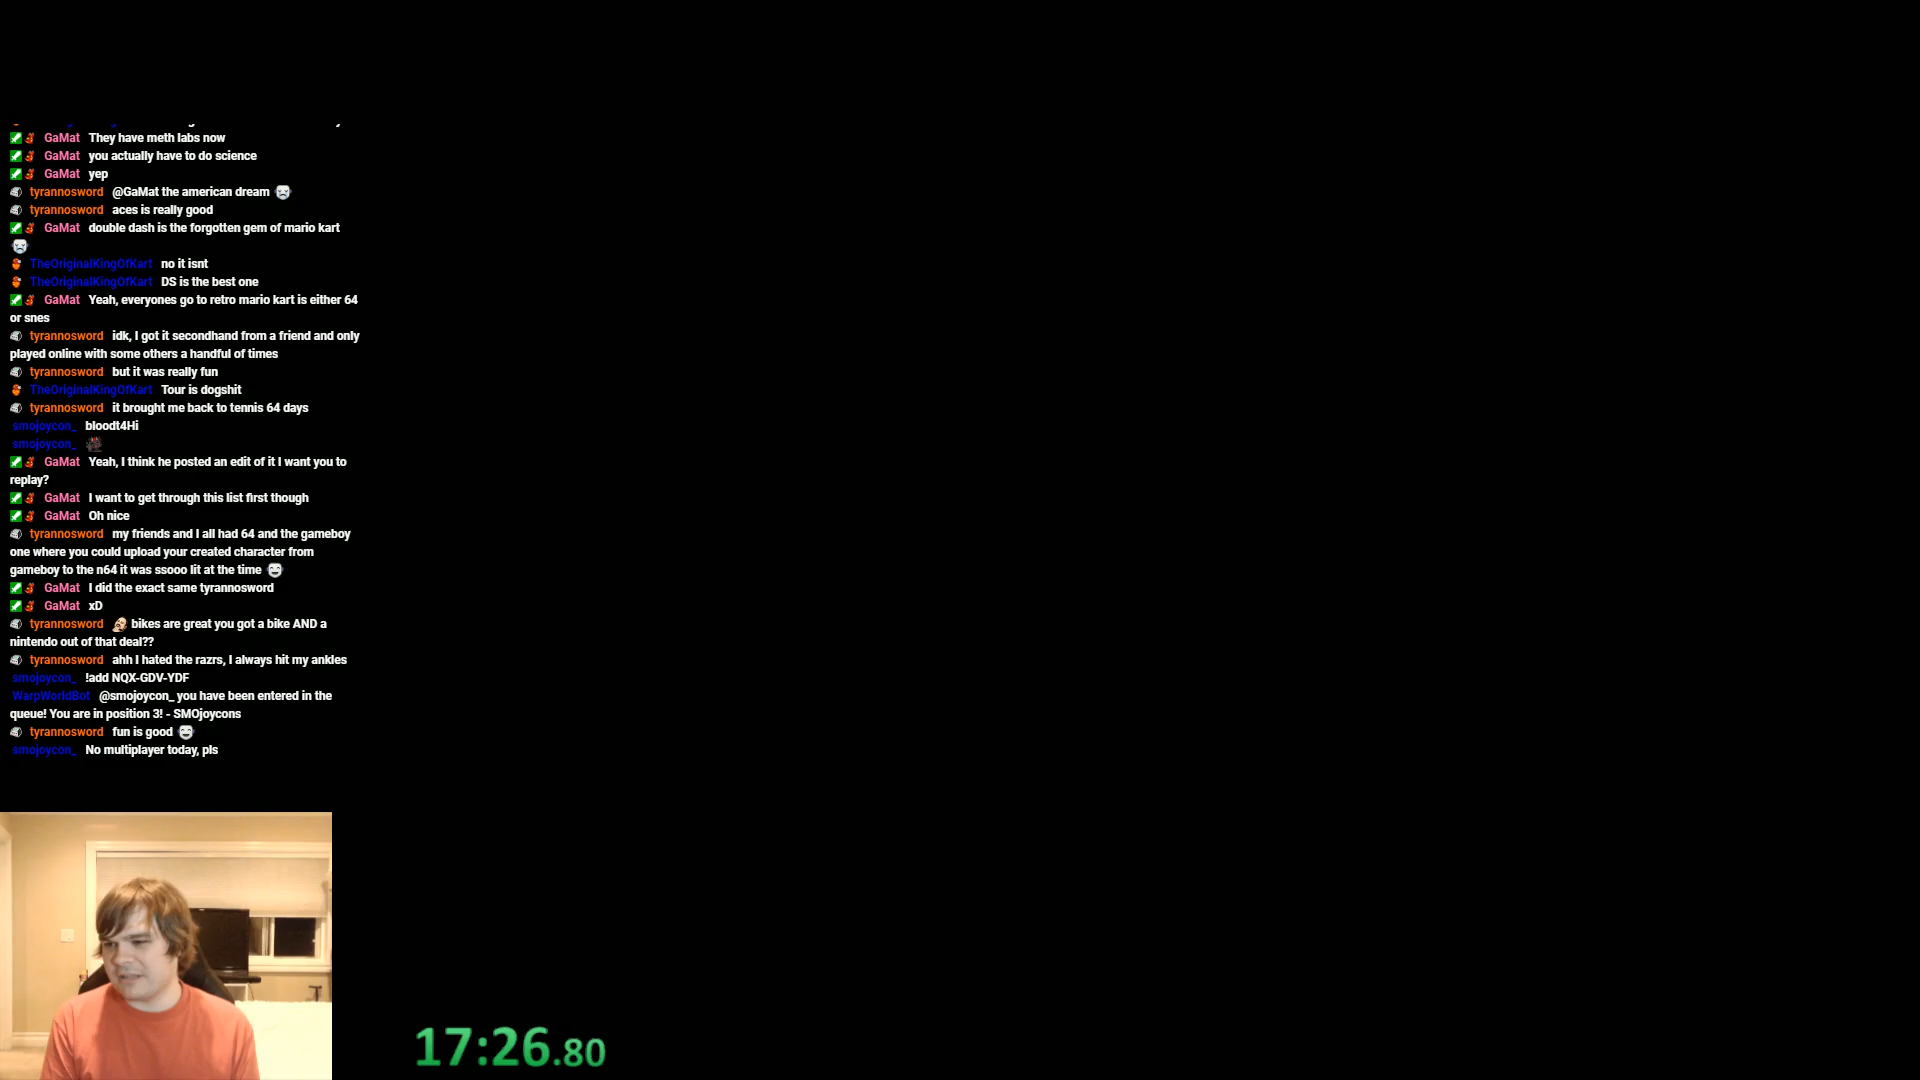 GaMat They have meth labs now
GaMat you actually have to do science
GaMat yep
tyrannosword @GaMat the american dream
tyrannosword aces is really good
GaMat double dash is the forgotten gem of mario kart
TheOriginalKingOfKart no it isnt
TheOriginalKingOfKart DS is the best one
GaMat Yeah, everyones go to retro mario kart is either 64
or snes
tyrannosword idk, I got it secondhand from a friend and only
played online with some others a handful of times
tyrannosword but it was really fun
TheOriginalKingOfKart Tour is dogshit
tyrannosword it brought me back to tennis 64 days
smojoycon_ bloodt4Hi
smojoycon_
GaMat Yeah, I think he posted an edit of it I want you to
replay?
GaMat I want to get through this list first though
GaMat Oh nice
tyrannosword my friends and I all had 64 and the gameboy
one where you could upload your created character from
gameboy to the n64 it was ssooo lit at the time
GaMat I did the exact same tyrannosword
GaMat xD
tyrannosword bikes are great you got a bike AND a
nintendo out of that deal??
tyrannosword ahh I hated the razrs, I always hit my ankles
smojoycon_ !add NQX-GDV-YDF
WarpWorldBot @smojoycon_ you have been entered in the
queue! You are in position 3! - SMOjoycons
tyrannosword fun is good
smojoycon_ No multiplayer today, pls
17:26.80